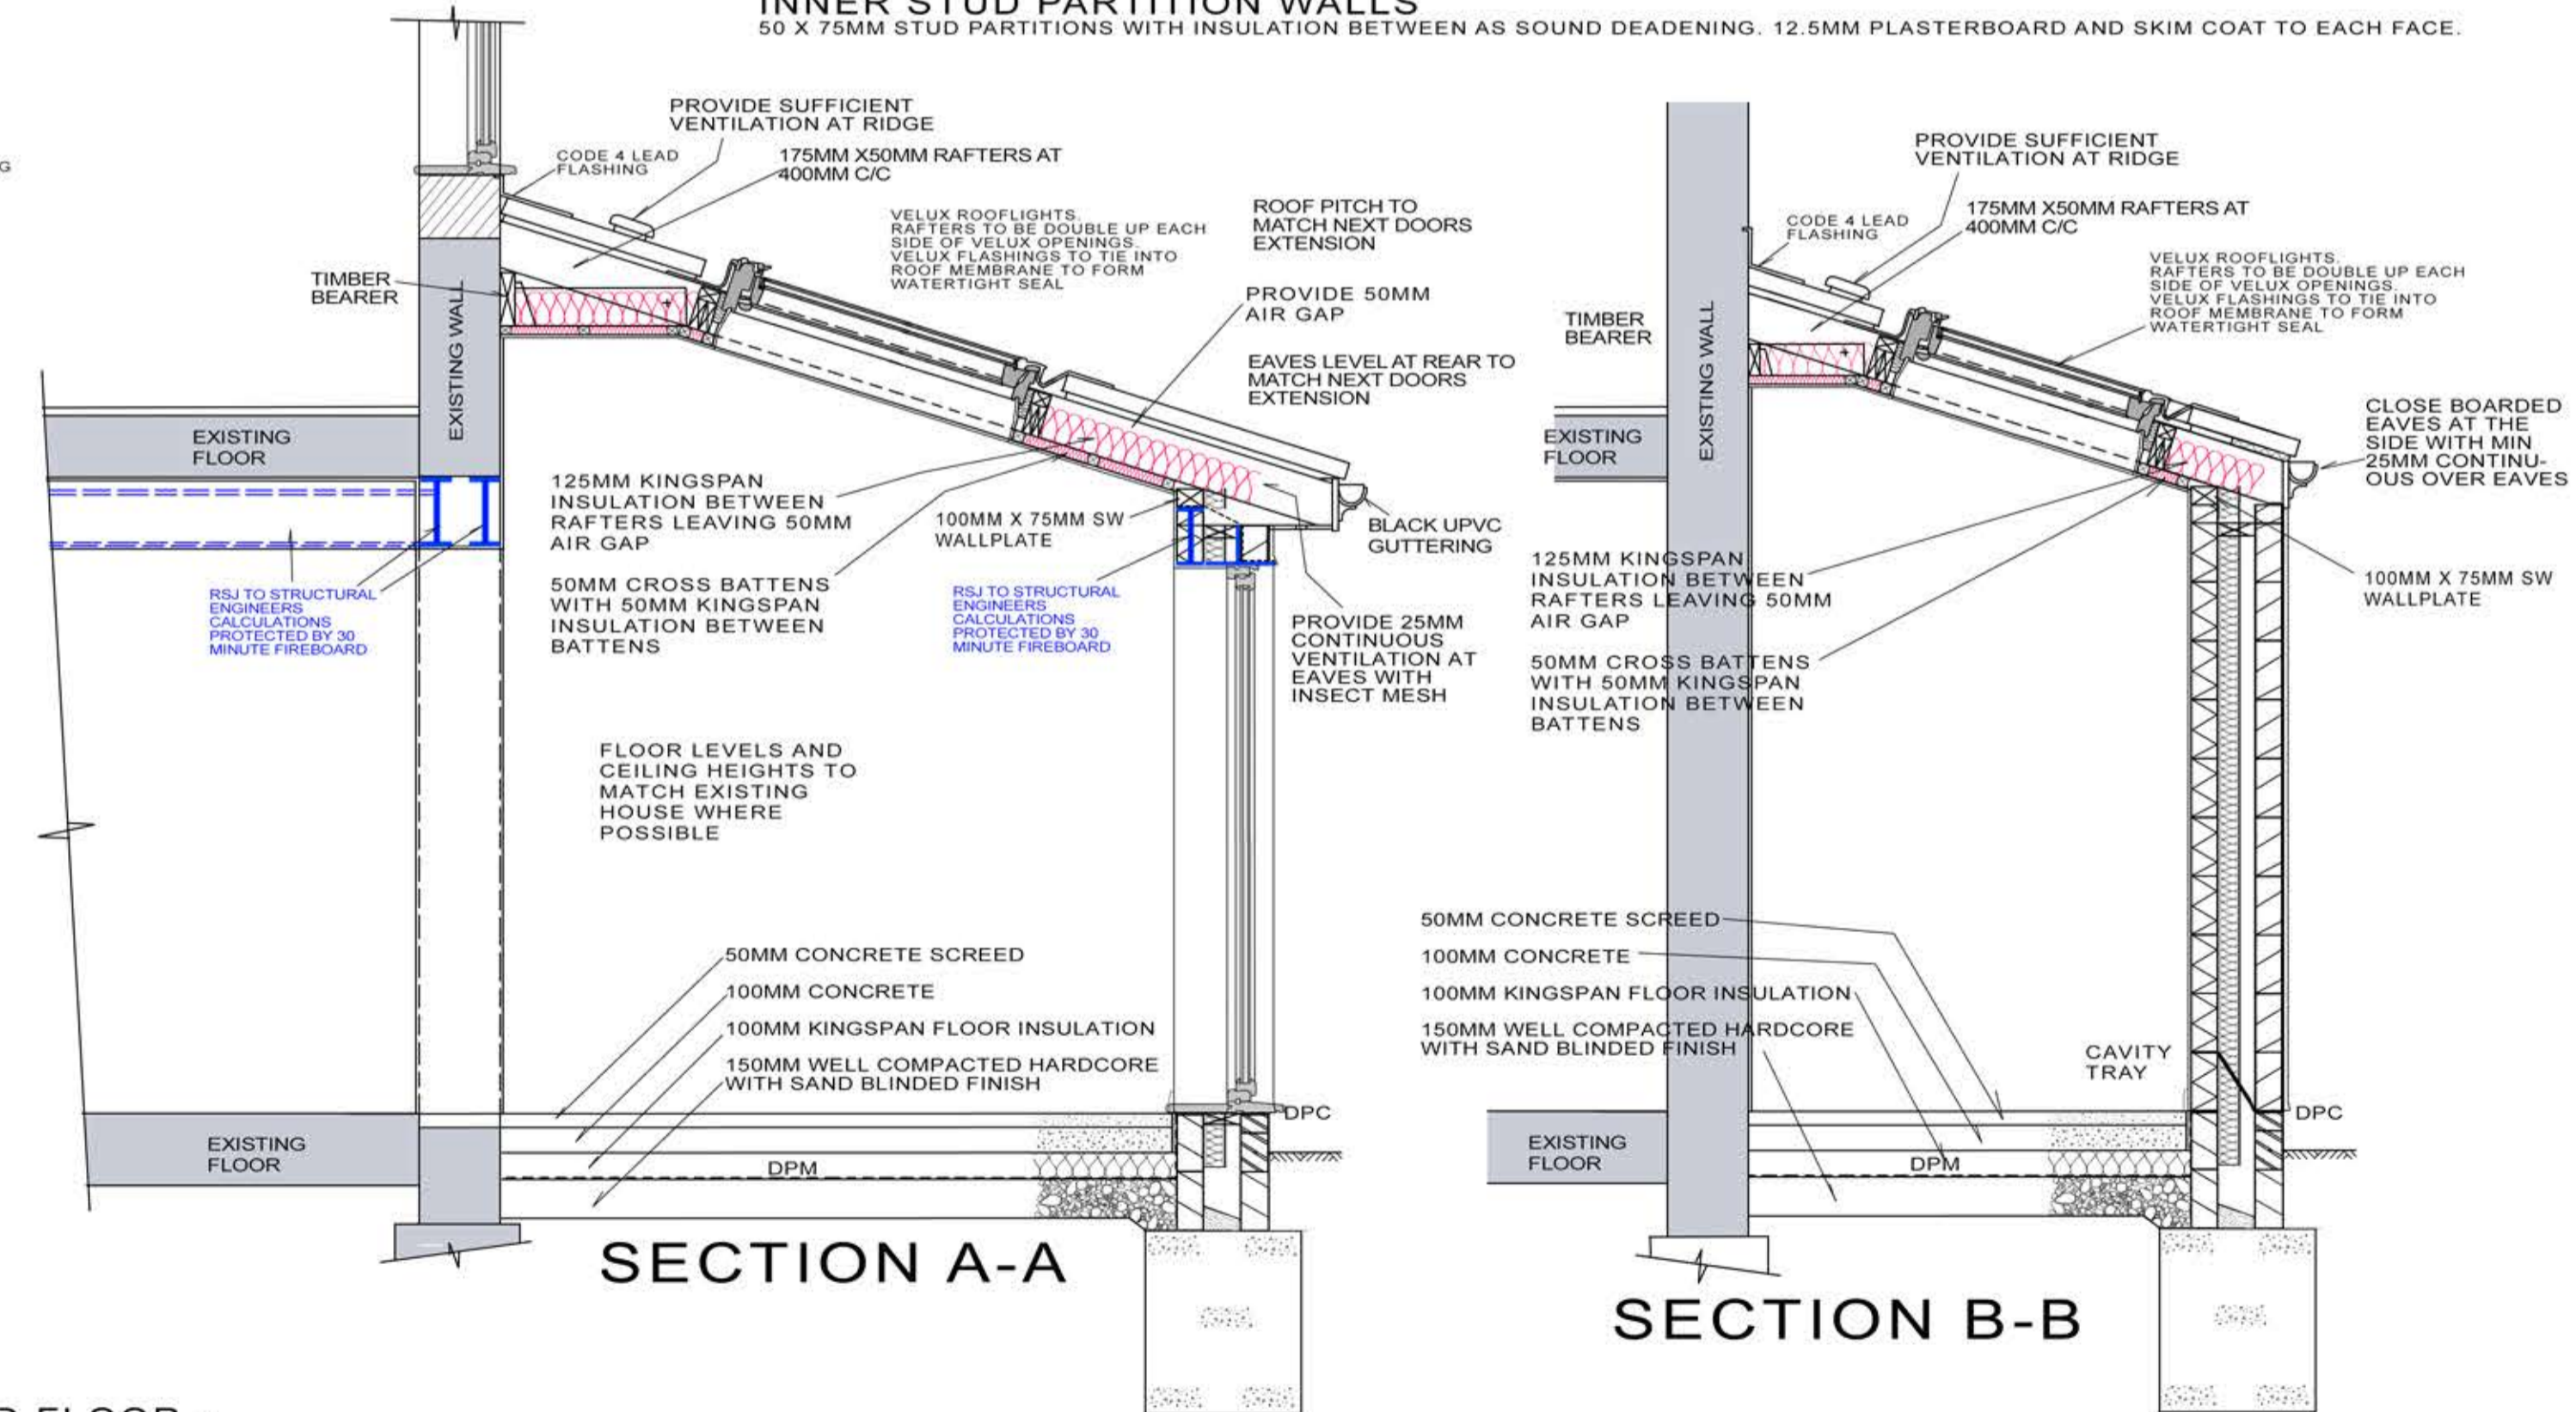 INNER STUD PARTITION WALLS
50 X 75MM STUD PARTITIONS WITH INSULATION BETWEEN AS SOUND DEADENING. 12.5MM PLASTERBOARD AND SKIM COAT TO EACH FACE.
G
PROVIDE SUFFICIENT
VENTILATION AT RIDGE
CODE 4 LEAD
FLASHING
175MM X50MM RAFTERS AT
400MM C/C
VELUX ROOFLIGHTS.
RAFTERS TO BE DOUBLE UP EACH
SIDE OF VELUX OPENINGS.
VELUX FLASHINGS TO TIE INTO
ROOF MEMBRANE TO FORM
WATERTIGHT SEAL
ROOF PITCH TO
MATCH NEXT DOORS
EXTENSION
TIMBER
BEARER
EXISTING WALL
PROVIDE 50MM
AIR GAP
EAVES LEVEL AT REAR TO
MATCH NEXT DOORS
EXTENSION
EXISTING
FLOOR
125MM KINGSPAN
INSULATION BETWEEN
RAFTERS LEAVING 50MM
AIR GAP
100MM X 75MM SW
WALLPLATE
BLACK UPVC
GUTTERING
50MM CROSS BATTENS
WITH 50MM KINGSPAN
INSULATION BETWEEN
BATTENS
RSJ TO STRUCTURAL
ENGINEERS
CALCULATIONS
PROTECTED BY 30
MINUTE FIREBOARD
RSJ TO STRUCTURAL
ENGINEERS
CALCULATIONS
PROTECTED BY 30
MINUTE FIREBOARD
PROVIDE 25MM
CONTINUOUS
VENTILATION AT
EAVES WITH
INSECT MESH
FLOOR LEVELS AND
CEILING HEIGHTS TO
MATCH EXISTING
HOUSE WHERE
POSSIBLE
50MM CONCRETE SCREED
100MM CONCRETE
100MM KINGSPAN FLOOR INSULATION
150MM WELL COMPACTED HARDCORE
WITH SAND BLINDED FINISH
DPC
EXISTING
FLOOR
DPM
SECTION A-A
PROVIDE SUFFICIENT
VENTILATION AT RIDGE
CODE 4 LEAD
FLASHING
175MM X50MM RAFTERS AT
400MM C/C
VELUX ROOFLIGHTS.
RAFTERS TO BE DOUBLE UP EACH
SIDE OF VELUX OPENINGS.
VELUX FLASHINGS TO TIE INTO
ROOF MEMBRANE TO FORM
WATERTIGHT SEAL
TIMBER
BEARER
EXISTING WALL
EXISTING
FLOOR
CLOSE BOARDED
EAVES AT THE
SIDE WITH MIN
25MM CONTINU-
OUS OVER EAVES
125MM KINGSPAN
INSULATION BETWEEN
RAFTERS LEAVING 50MM
AIR GAP
100MM X 75MM SW
WALLPLATE
50MM CROSS BATTENS
WITH 50MM KINGSPAN
INSULATION BETWEEN
BATTENS
50MM CONCRETE SCREED
100MM CONCRETE
100MM KINGSPAN FLOOR INSULATION
150MM WELL COMPACTED HARDCORE
WITH SAND BLINDED FINISH
CAVITY
TRAY
DPC
EXISTING
FLOOR
DPM
SECTION B-B